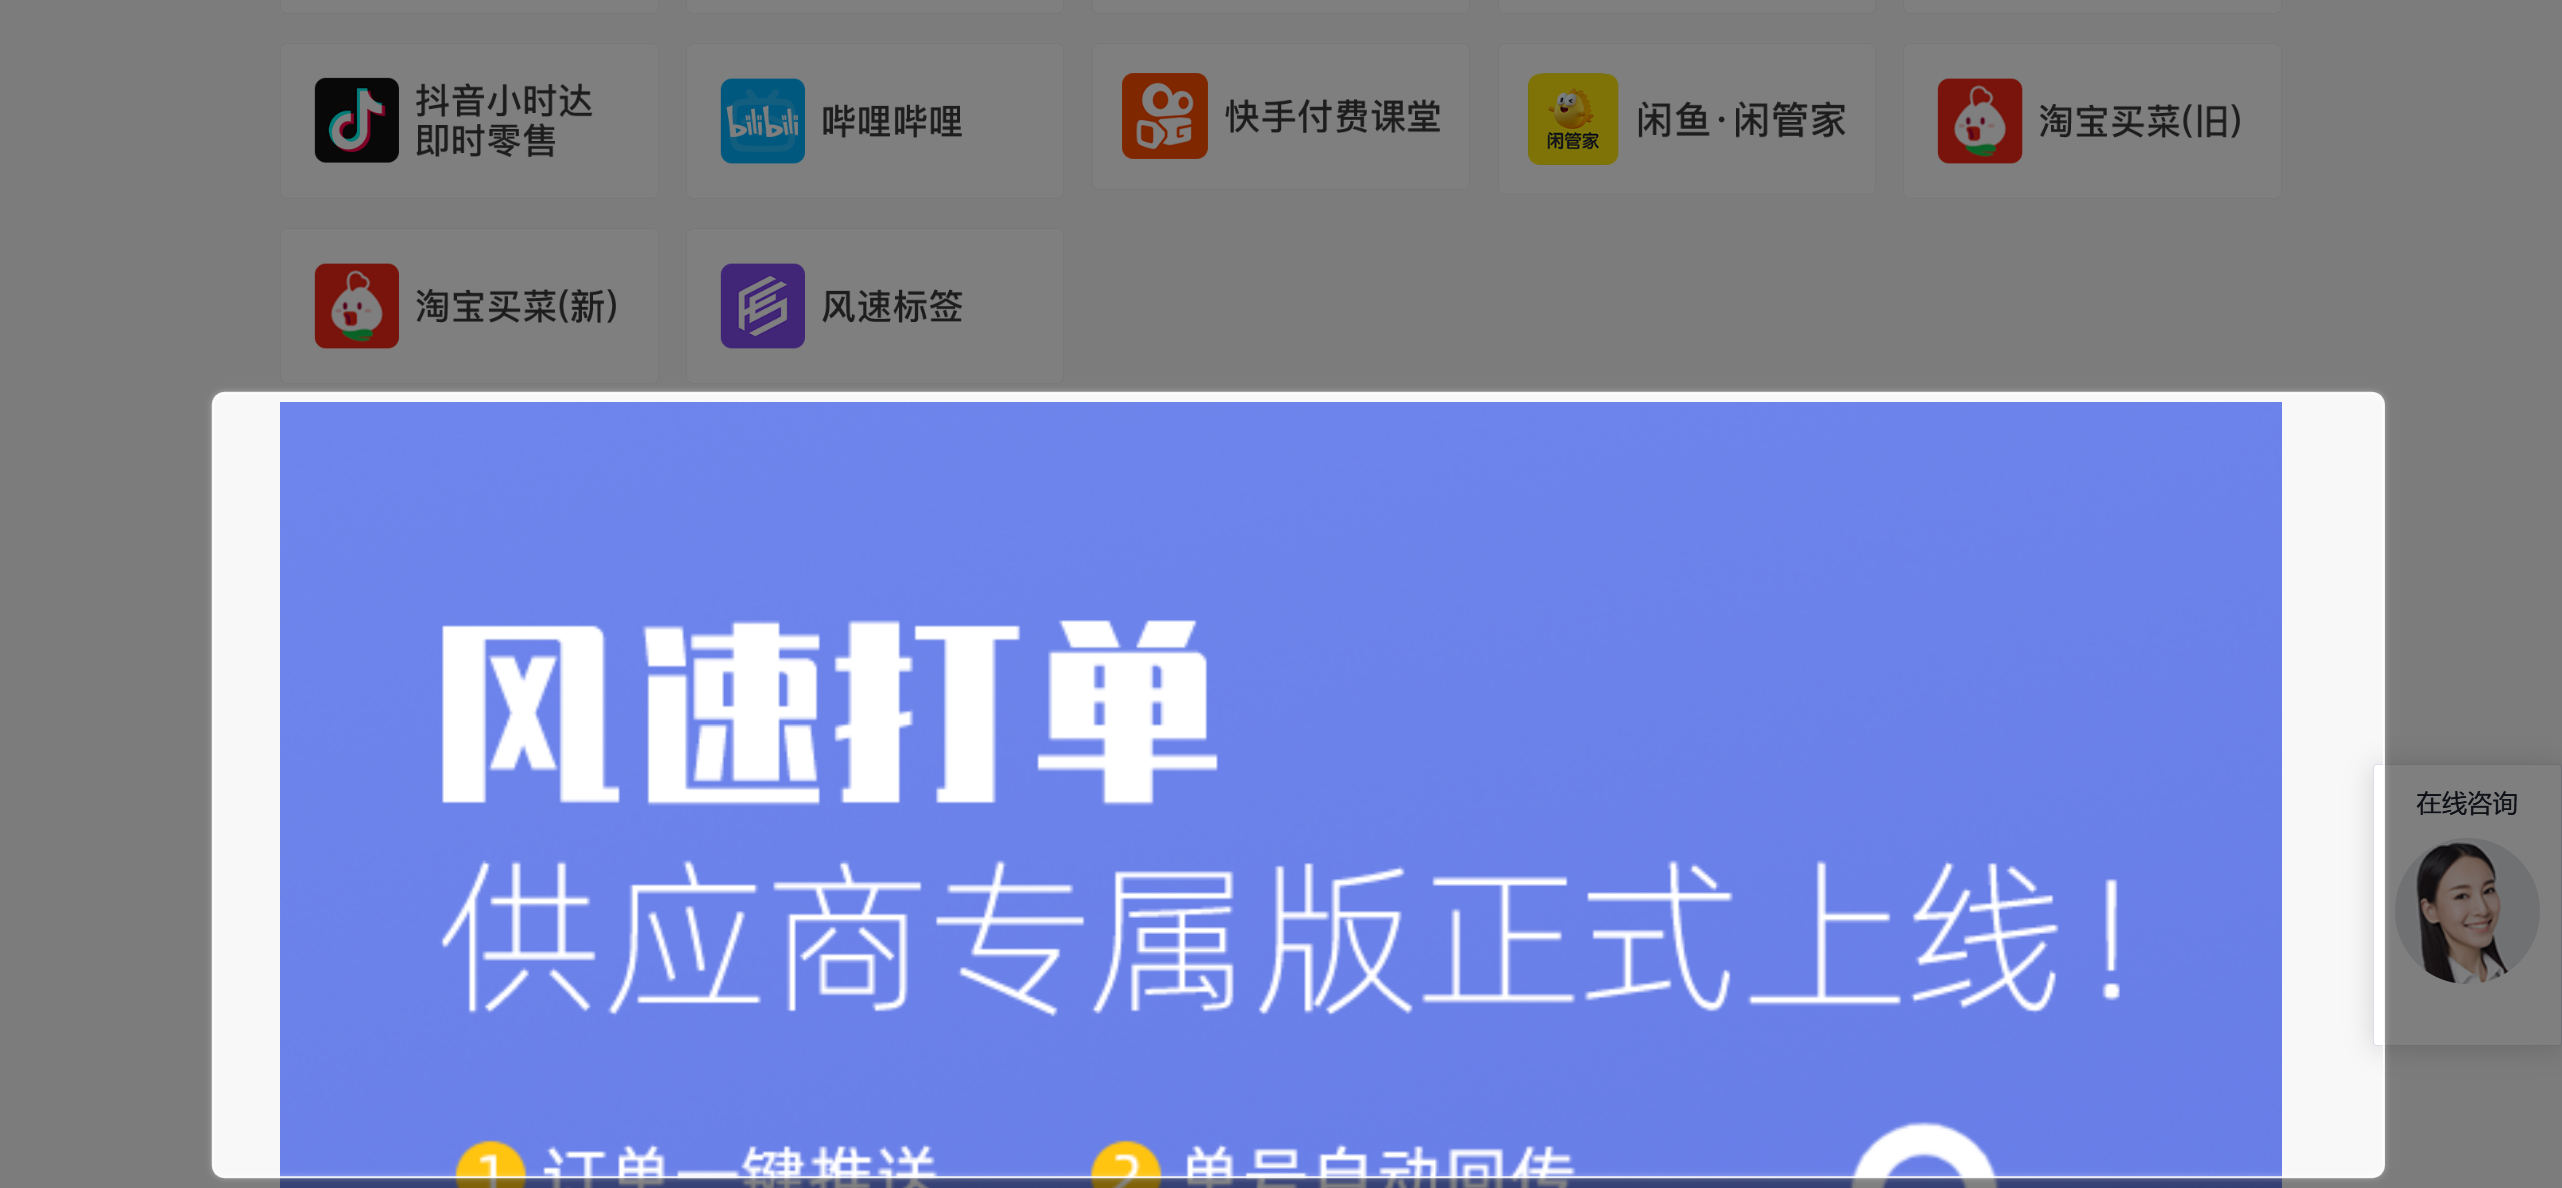 抖音小时达
即时零售
bilibili
哔哩哔哩
快手付费课堂
闲管家
闲鱼·闲管家
淘宝买菜(旧)
淘宝买菜(新)
风速标签
风速打单
供应商专属版正式上线!
在线咨询
1 订单一键推送
2 单号自动回传